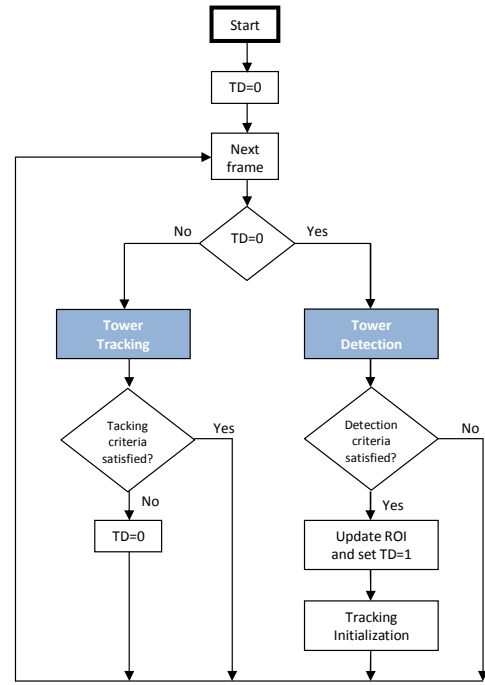 Start
TD=0
Next
frame
TD=0
No
Yes
Tower
Tracking
Tower
Detection
Tacking
criteria
satisfied?
Yes
No
Detection
criteria
satisfied?
No
Yes
TD=0
Update ROI
and set TD=1
Tracking
Initialization